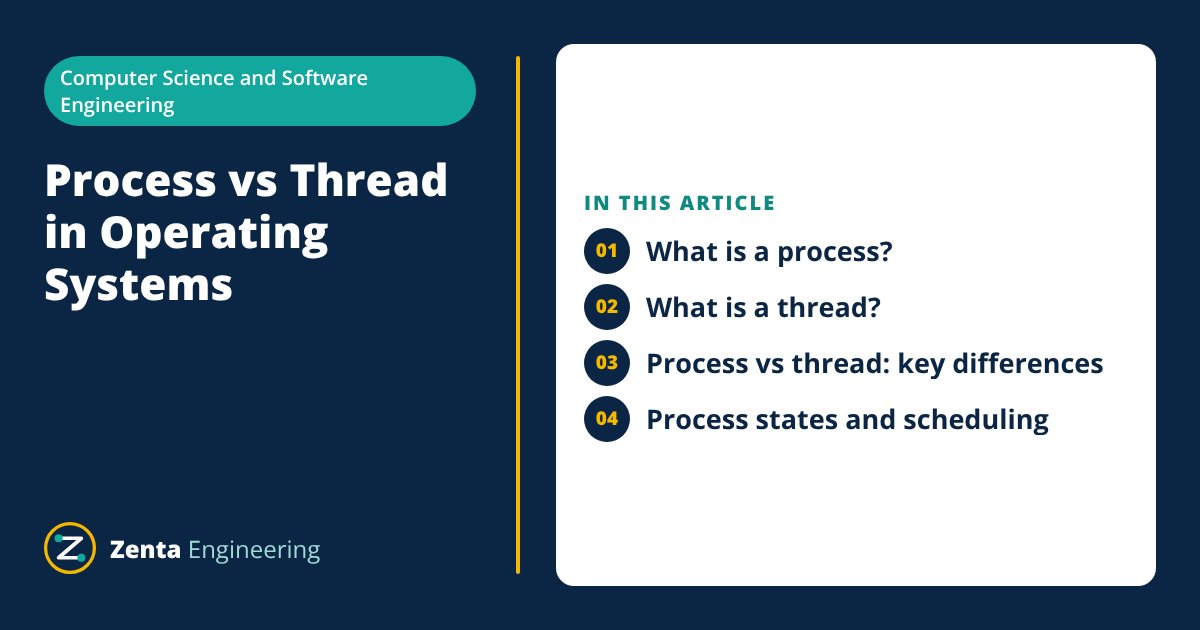 Computer Science and Software
Engineering
Process vs Thread
in Operating
Systems
Zenta Engineering
IN THIS ARTICLE
01 What is a process?
02 What is a thread?
03 Process vs thread: key differences
04 Process states and scheduling